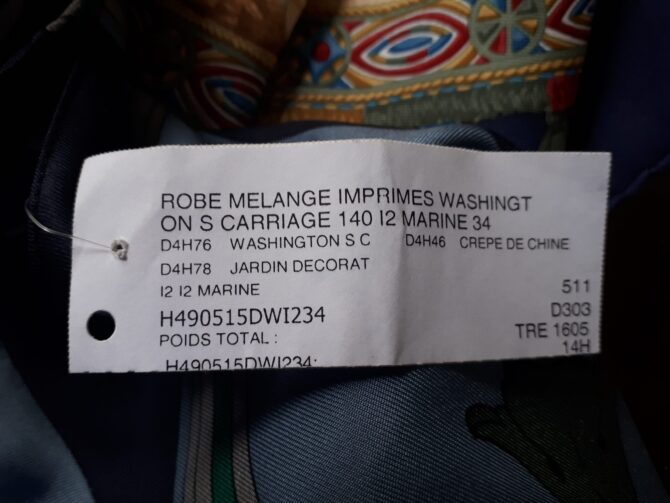 ROBE MELANGE IMPRIMES WASHINGT
ON S CARRIAGE 140 I2 MARINE 34
D4H76 WASHINGTON S C D4H46 CREPE DE CHINE
D4H78 JARDIN DECORAT
I2 I2 MARINE
511
H490515DWI234
D303
POIDS TOTAL :
TRE 1605
14H
H490515DWI234: